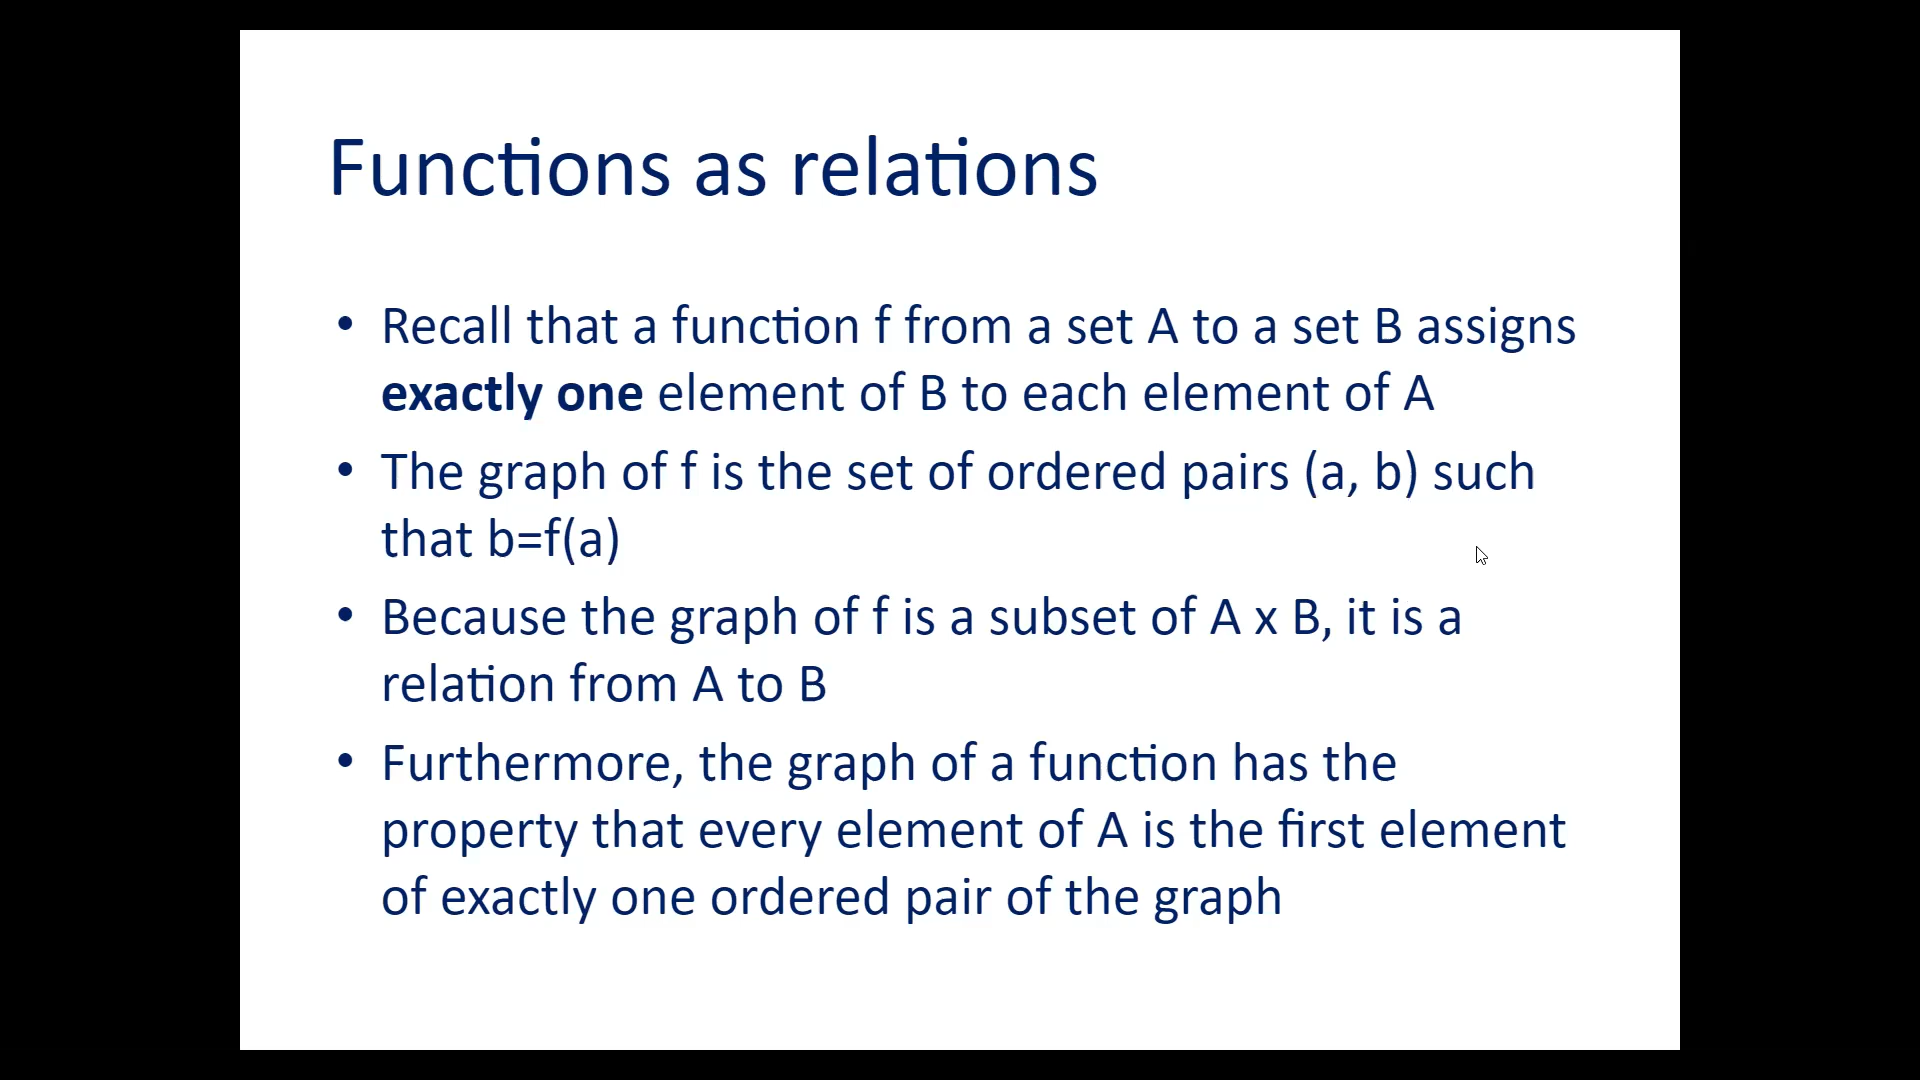 Functions as relations
• Recall that a function f from a set A to a set B assigns
exactly one element of B to each element of A
• The graph of f is the set of ordered pairs (a, b) such
that b=f(a)
• Because the graph of f is a subset of A x B, it is a
relation from A to B
• Furthermore, the graph of a function has the
property that every element of A is the first element
of exactly one ordered pair of the graph